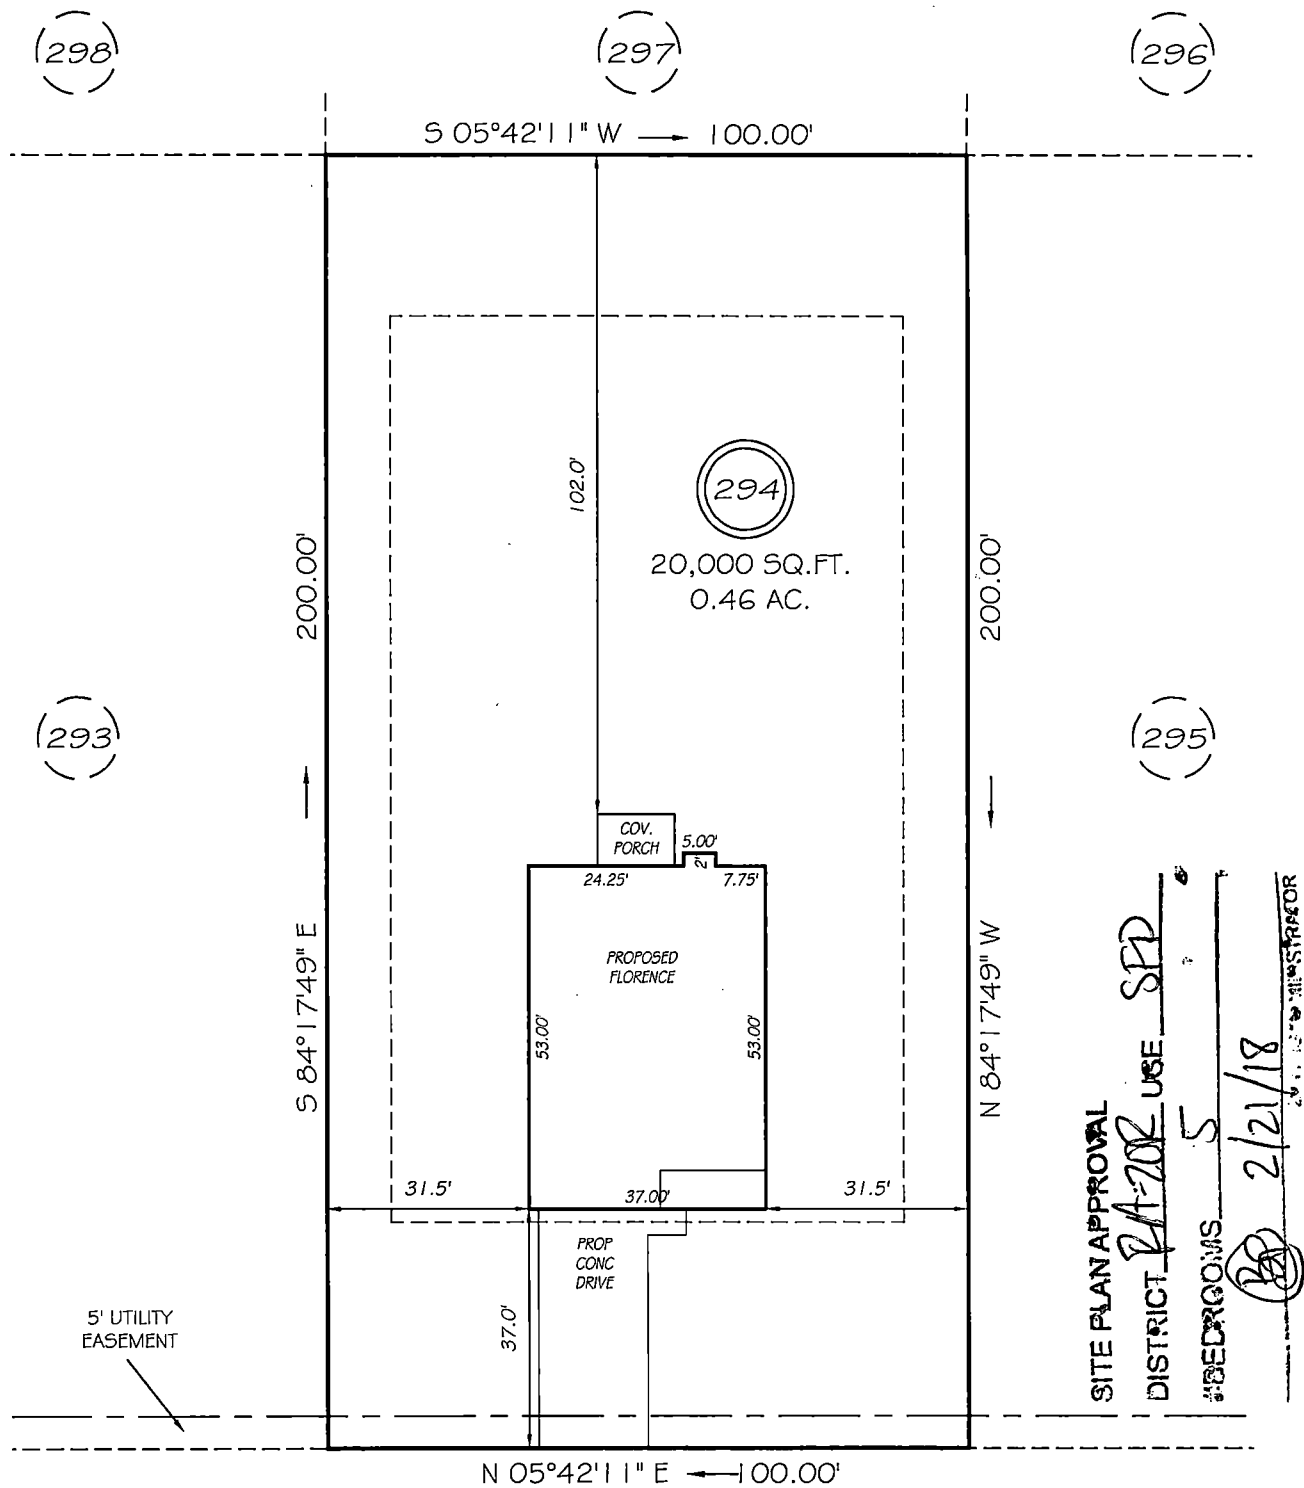 298
297
296
S 05°42'11" W 100.00'
102.0'
294
20,000 SQ.FT.
0.46 AC.
200.00'
200.00'
293
295
COV.
PORCH
5.00'
2'
24.25'
7.75'
PROPOSED
FLORENCE
53.00'
53.00'
S 84°17'49" E
N 84°17'49" W
31.5'
37.00'
31.5'
PROP
CONC
DRIVE
37.0'
5' UTILITY
EASEMENT
N 05°42'11" E 100.00'
SITE PLAN APPROVAL
DISTRICT RA-20R USE SFD
#BEDROOMS 5
2/21/18